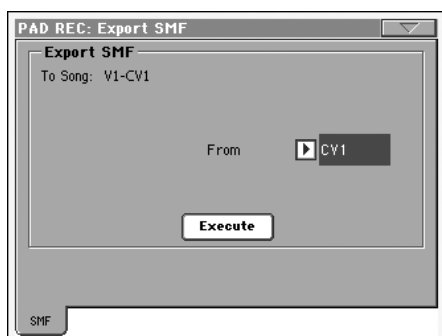 PAD REC: Export SMF
Export SMF
To Song: V1-CV1
From CV1
Execute
SMF